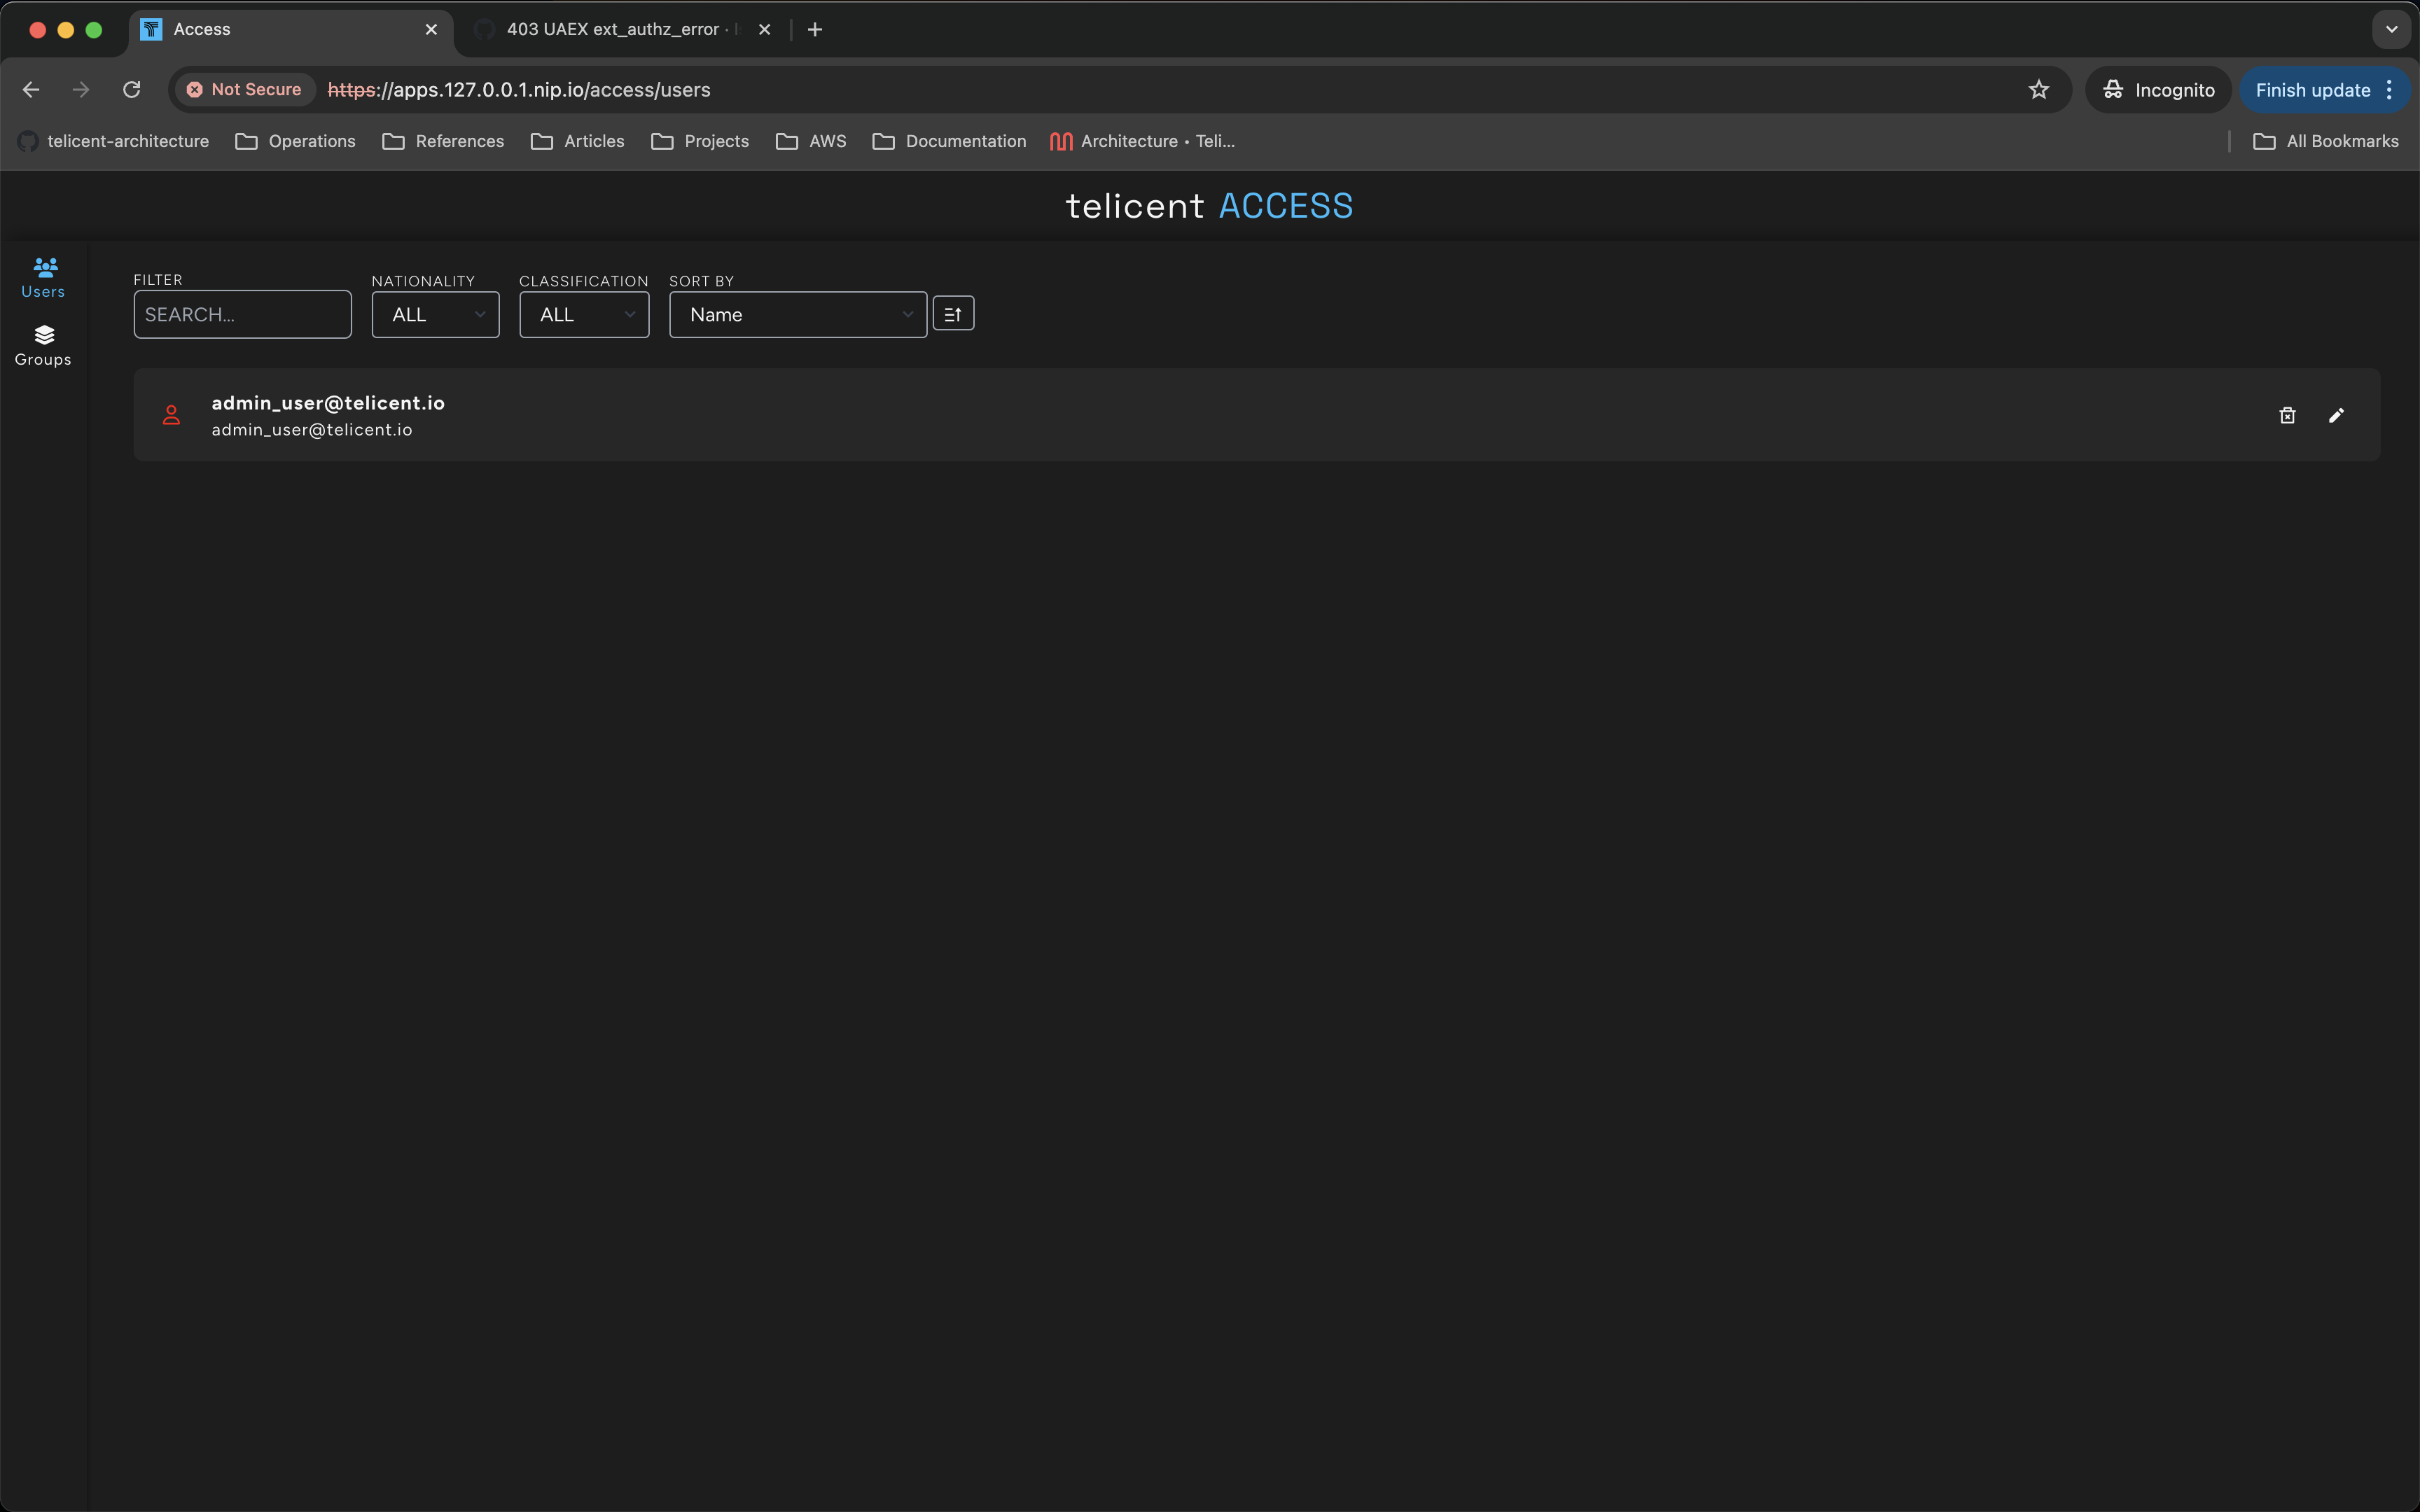 Access
403 UAEX ext_authz_error ·
Not Secure
https://apps.127.0.0.1.nip.io/access/users
Incognito
Finish update
telicent-architecture
Operations
References
Articles
Projects
AWS
Documentation
Architecture • Teli...
All Bookmarks
telicent ACCESS
Users
Groups
FILTER
SEARCH...
NATIONALITY
ALL
CLASSIFICATION
ALL
SORT BY
Name
admin_user@telicent.io
admin_user@telicent.io